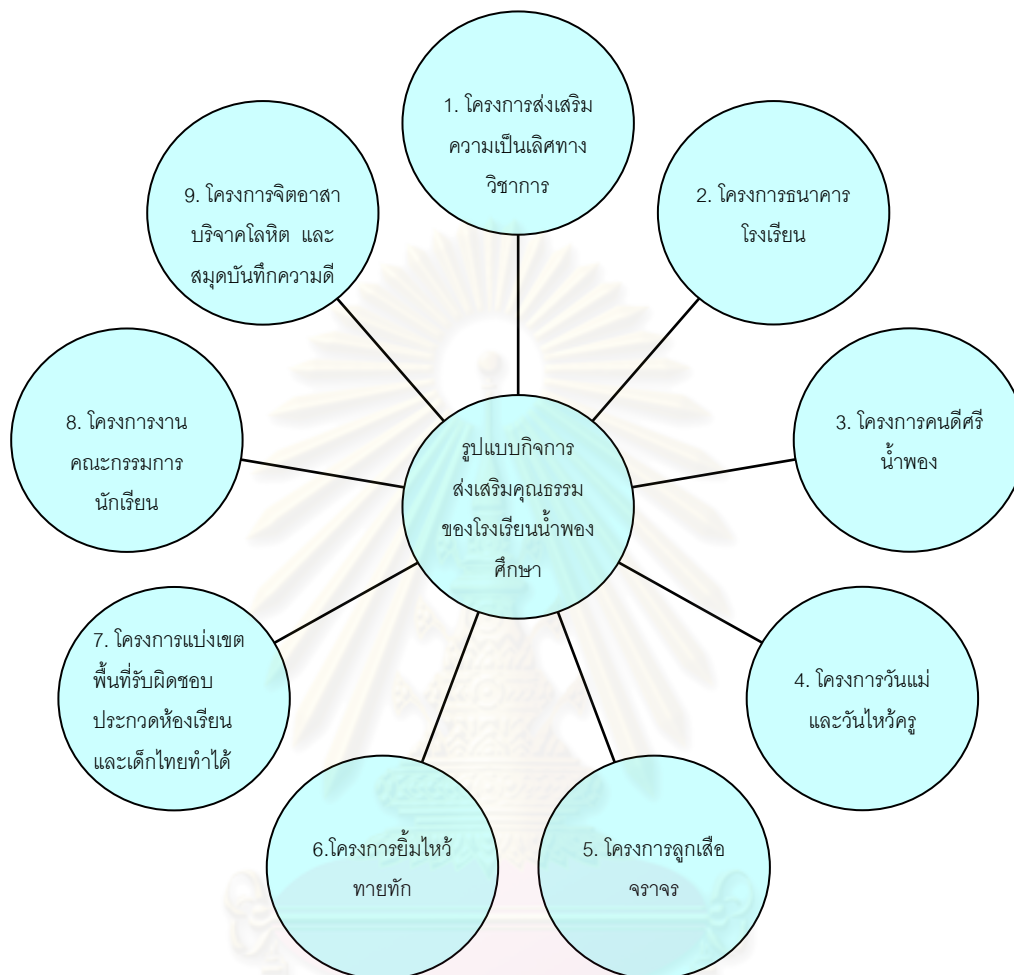 รูปแบบกิจการ
ส่งเสริมคุณธรรม
ของโรงเรียนน้ำพอง
ศึกษา
1. โครงการส่งเสริม
ความเป็นเลิศทาง
วิชาการ
2. โครงการธนาคาร
โรงเรียน
3. โครงการคนดีศรี
น้ำพอง
4. โครงการวันแม่
และวันไหว้ครู
5. โครงการลูกเสือ
จราจร
6.โครงการยิ้มไหว้
ทายทัก
7. โครงการแบ่งเขต
พื้นที่รับผิดชอบ
ประกวดห้องเรียน
และเด็กไทยทำได้
8. โครงการงาน
คณะกรรมการ
นักเรียน
9. โครงการจิตอาสา
บริจาคโลหิต และ
สมุดบันทึกความดี